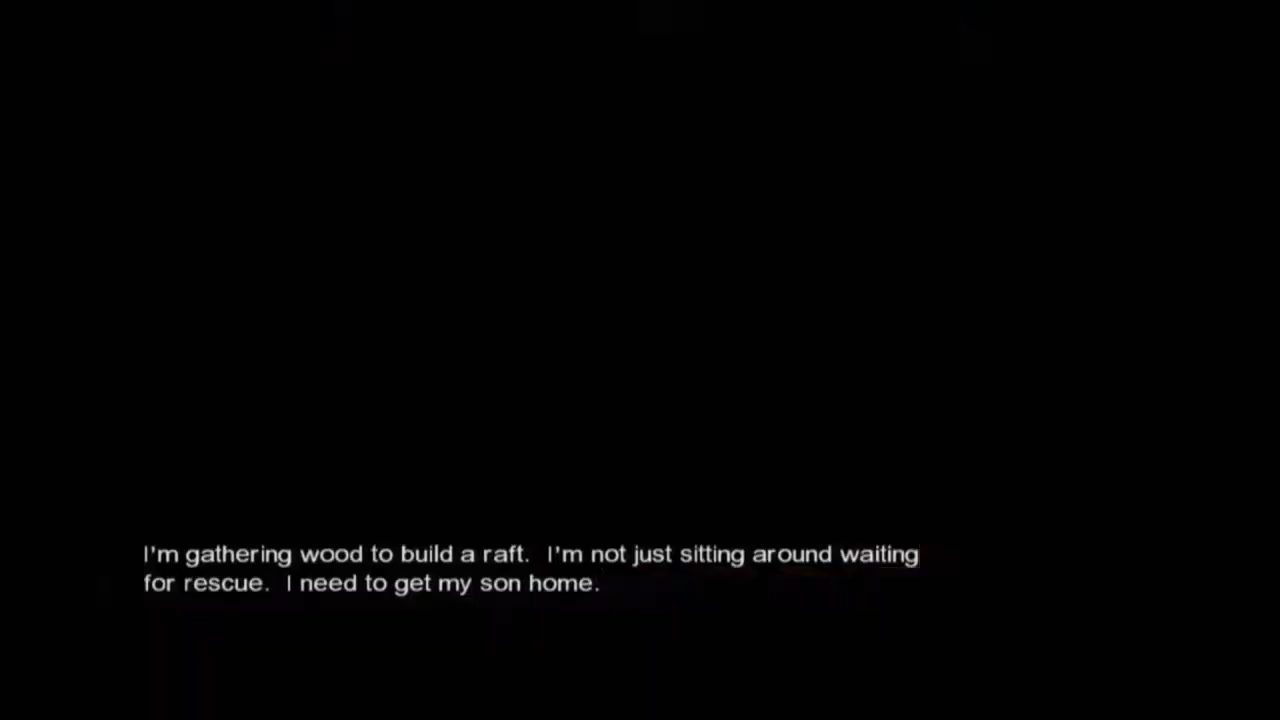 I'm gathering wood to build a raft.  I'm not just sitting around waiting
for rescue.  I need to get my son home.